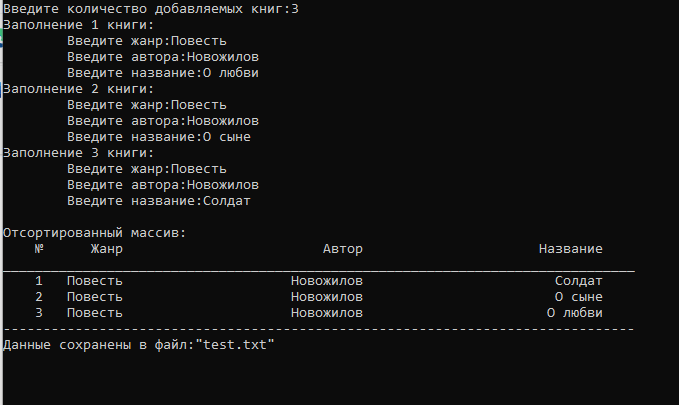 Введите количество добавляемых книг:3
Заполнение 1 книги:
Введите жанр:Повесть
Введите автора:Новожилов
Введите название:О любви
Заполнение 2 книги:
Введите жанр:Повесть
Введите автора:Новожилов
Введите название:О сыне
Заполнение 3 книги:
Введите жанр:Повесть
Введите автора:Новожилов
Введите название:Солдат
Отсортированный массив:
№ Жанр Автор Название
1 Повесть Новожилов Солдат
2 Повесть Новожилов О сыне
3 Повесть Новожилов О любви
Данные сохранены в файл:"test.txt"